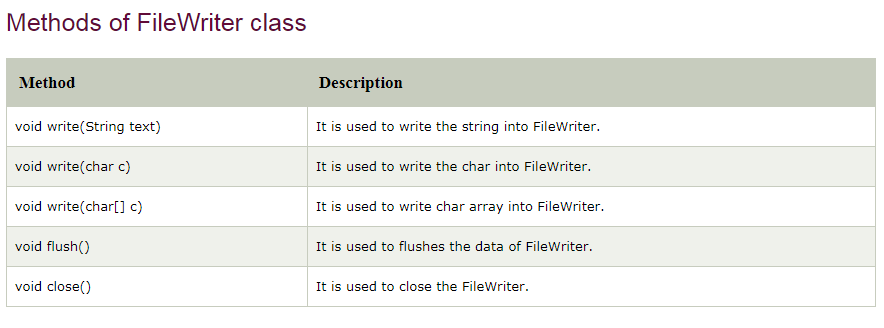 Methods of FileWriter class
Method Description
void write(String text) It is used to write the string into FileWriter.
void write(char c) It is used to write the char into FileWriter.
void write(char[] c) It is used to write char array into FileWriter.
void flush() It is used to flushes the data of FileWriter.
void close() It is used to close the FileWriter.